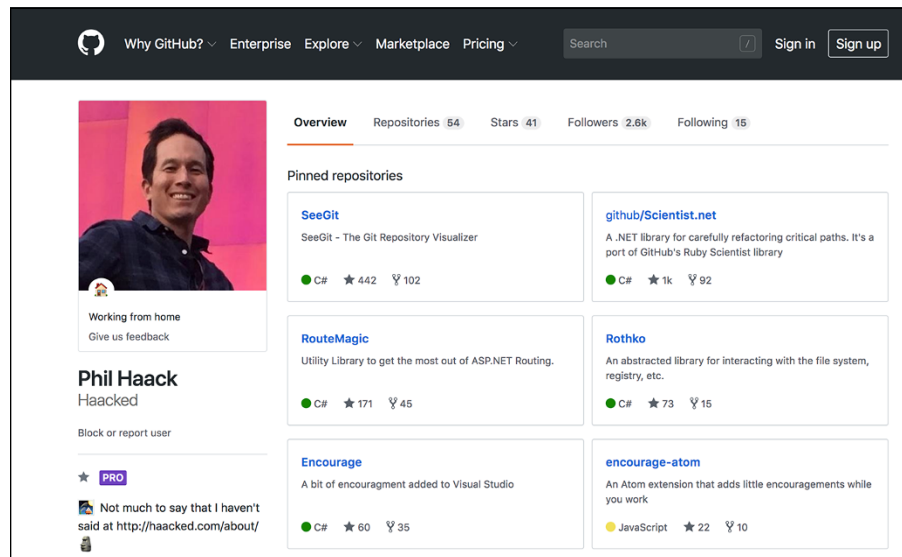 Why GitHub? Enterprise Explore Marketplace Pricing Search / Sign in Sign up
Overview Repositories 54 Stars 41 Followers 2.6k Following 15
Pinned repositories
SeeGit
SeeGit - The Git Repository Visualizer
C# 442 102
github/Scientist.net
A .NET library for carefully refactoring critical paths. It's a
port of GitHub's Ruby Scientist library
C# 1k 92
RouteMagic
Utility Library to get the most out of ASP.NET Routing.
C# 171 45
Rothko
An abstracted library for interacting with the file system,
registry, etc.
C# 73 15
Encourage
A bit of encouragment added to Visual Studio
C# 60 35
encourage-atom
An Atom extension that adds little encouragements while
you work
JavaScript 22 10
Working from home
Give us feedback
Phil Haack
Haacked
Block or report user
PRO
Not much to say that I haven't
said at http://haacked.com/about/